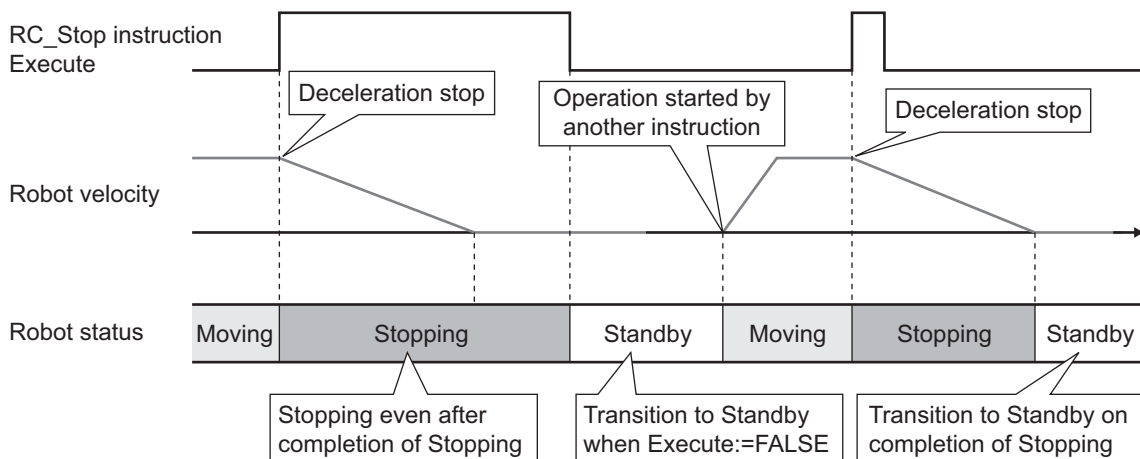 RC_Stop instruction
Execute
Deceleration stop
Operation started by
another instruction
Deceleration stop
Robot velocity
Robot status
Moving
Stopping
Standby
Moving
Stopping
Standby
Stopping even after
completion of Stopping
Transition to Standby
when Execute:=FALSE
Transition to Standby on
completion of Stopping